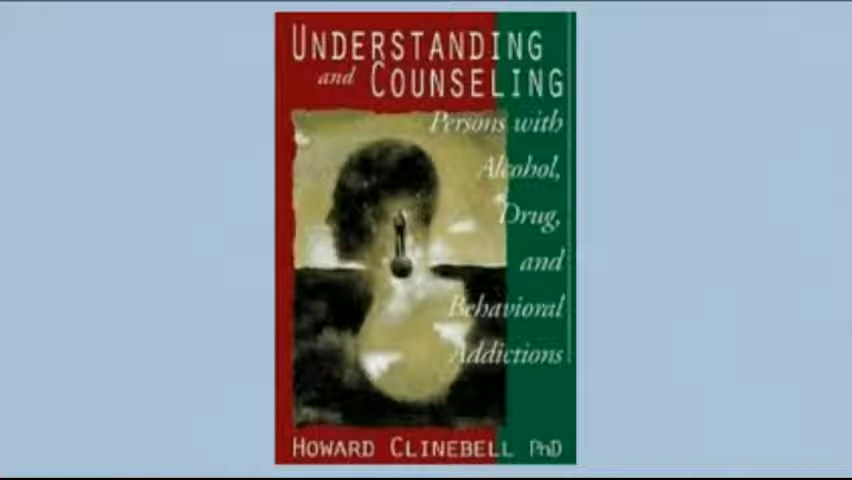 UNDERSTANDING
and COUNSELING
Persons with
Alcohol,
Drug,
and
Behavioral
Addictions
HOWARD CLINEBELL PhD